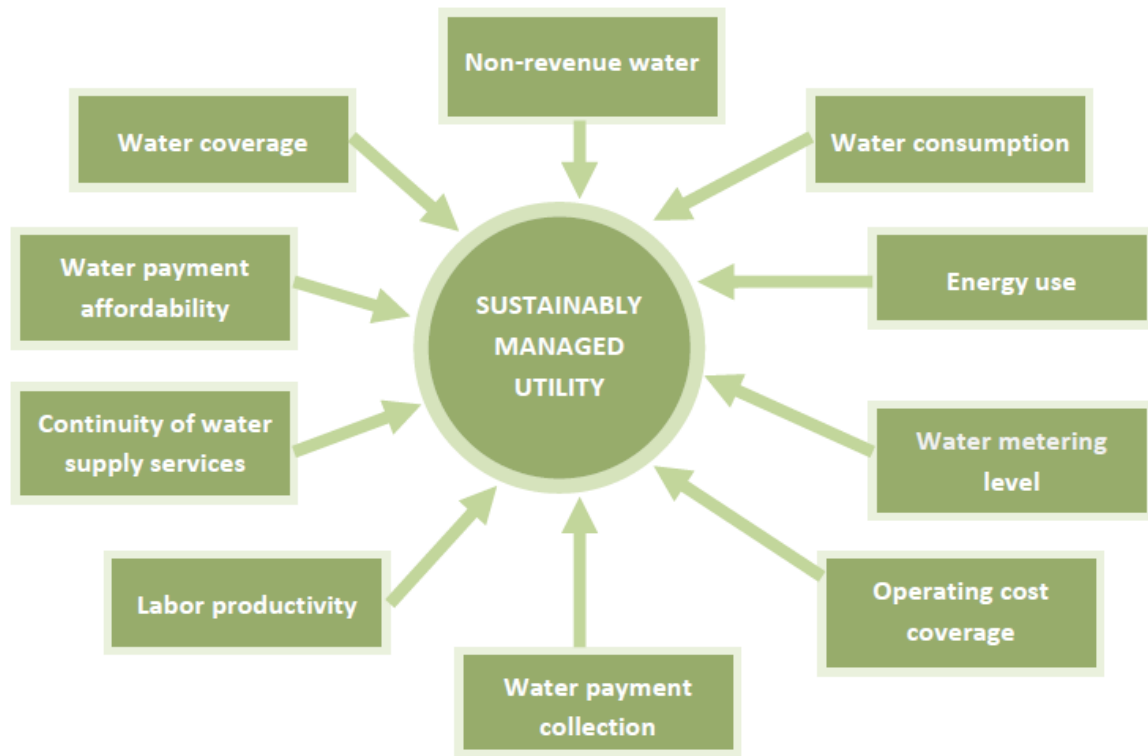 Non-revenue water
Water coverage
Water consumption
Water payment
affordability
Energy use
SUSTAINABLY
MANAGED
UTILITY
Continuity of water
supply services
Water metering
level
Labor productivity
Operating cost
coverage
Water payment
collection